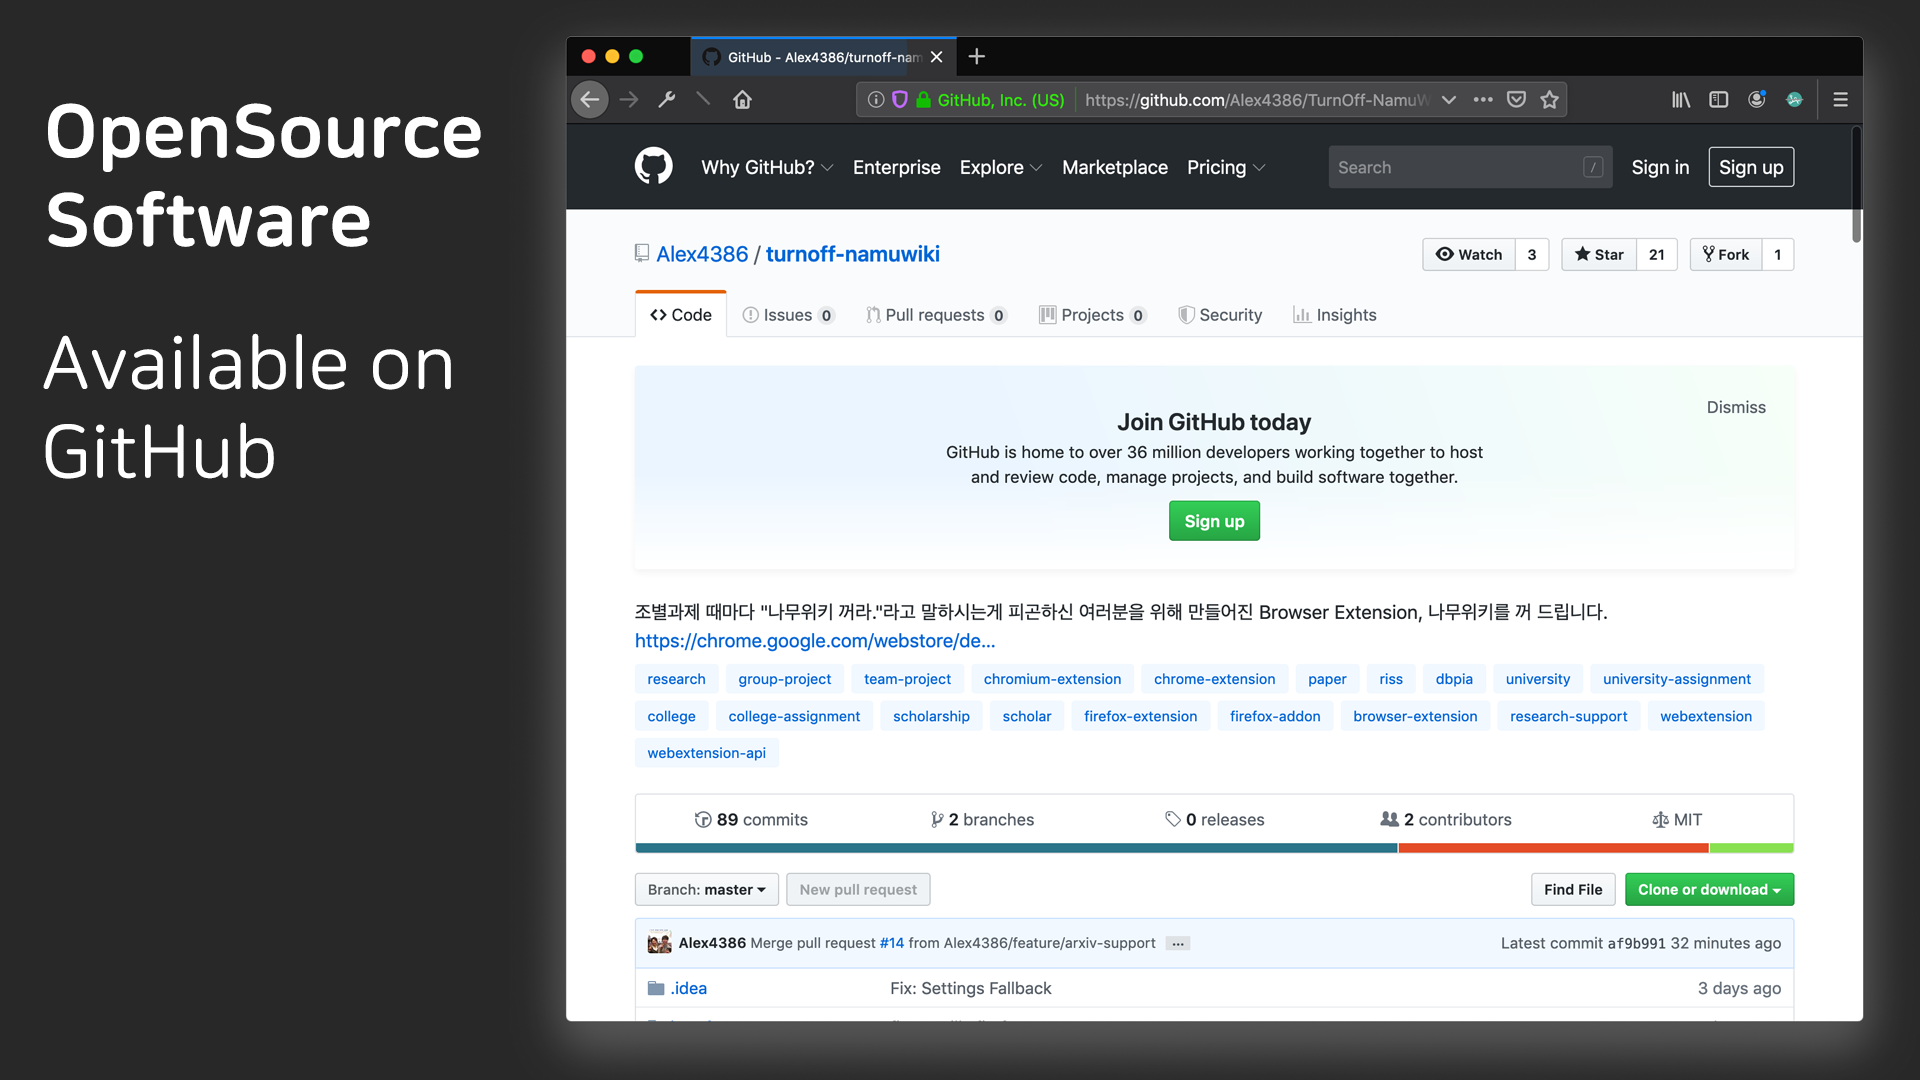 OpenSource
Software
Available on
GitHub
GitHub - Alex4386/turnoff-nam
GitHub, Inc. (US)
https://github.com/Alex4386/TurnOff-NamuW
Why GitHub?
Enterprise
Explore
Marketplace
Pricing
Search
/
Sign in
Sign up
Alex4386 / turnoff-namuwiki
Watch 3
Star 21
Fork 1
Code
Issues 0
Pull requests 0
Projects 0
Security
Insights
Join GitHub today
Dismiss
GitHub is home to over 36 million developers working together to host
and review code, manage projects, and build software together.
Sign up
조별과제 때마다 "나무위키 꺼라."라고 말하시는게 피곤하신 여러분을 위해 만들어진 Browser Extension, 나무위키를 꺼 드립니다.
https://chrome.google.com/webstore/de...
research group-project team-project chromium-extension chrome-extension paper riss dbpia university university-assignment
college college-assignment scholarship scholar firefox-extension firefox-addon browser-extension research-support webextension
webextension-api
89 commits
2 branches
0 releases
2 contributors
MIT
Branch: master
New pull request
Find File
Clone or download
Alex4386 Merge pull request #14 from Alex4386/feature/arxiv-support ...
Latest commit af9b991 32 minutes ago
.idea
Fix: Settings Fallback
3 days ago